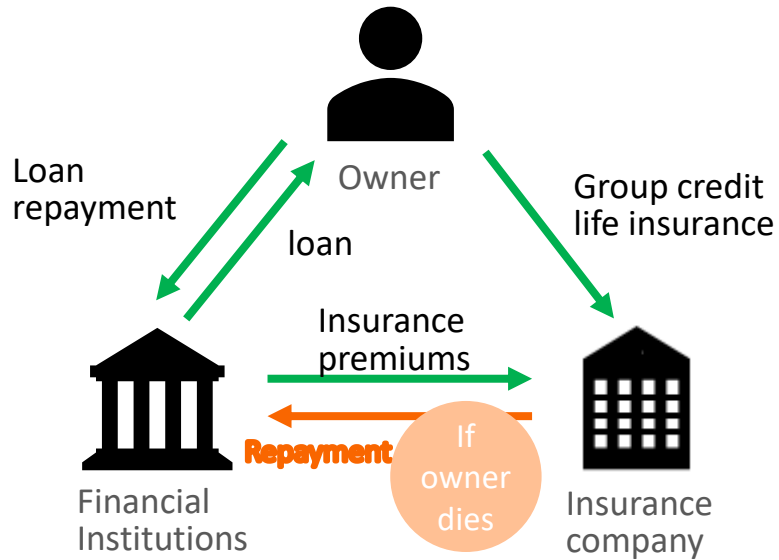 Owner
Loan
repayment
loan
Group credit
life insurance
Insurance
premiums
Repayment
If
owner
dies
Financial
Institutions
Insurance
company